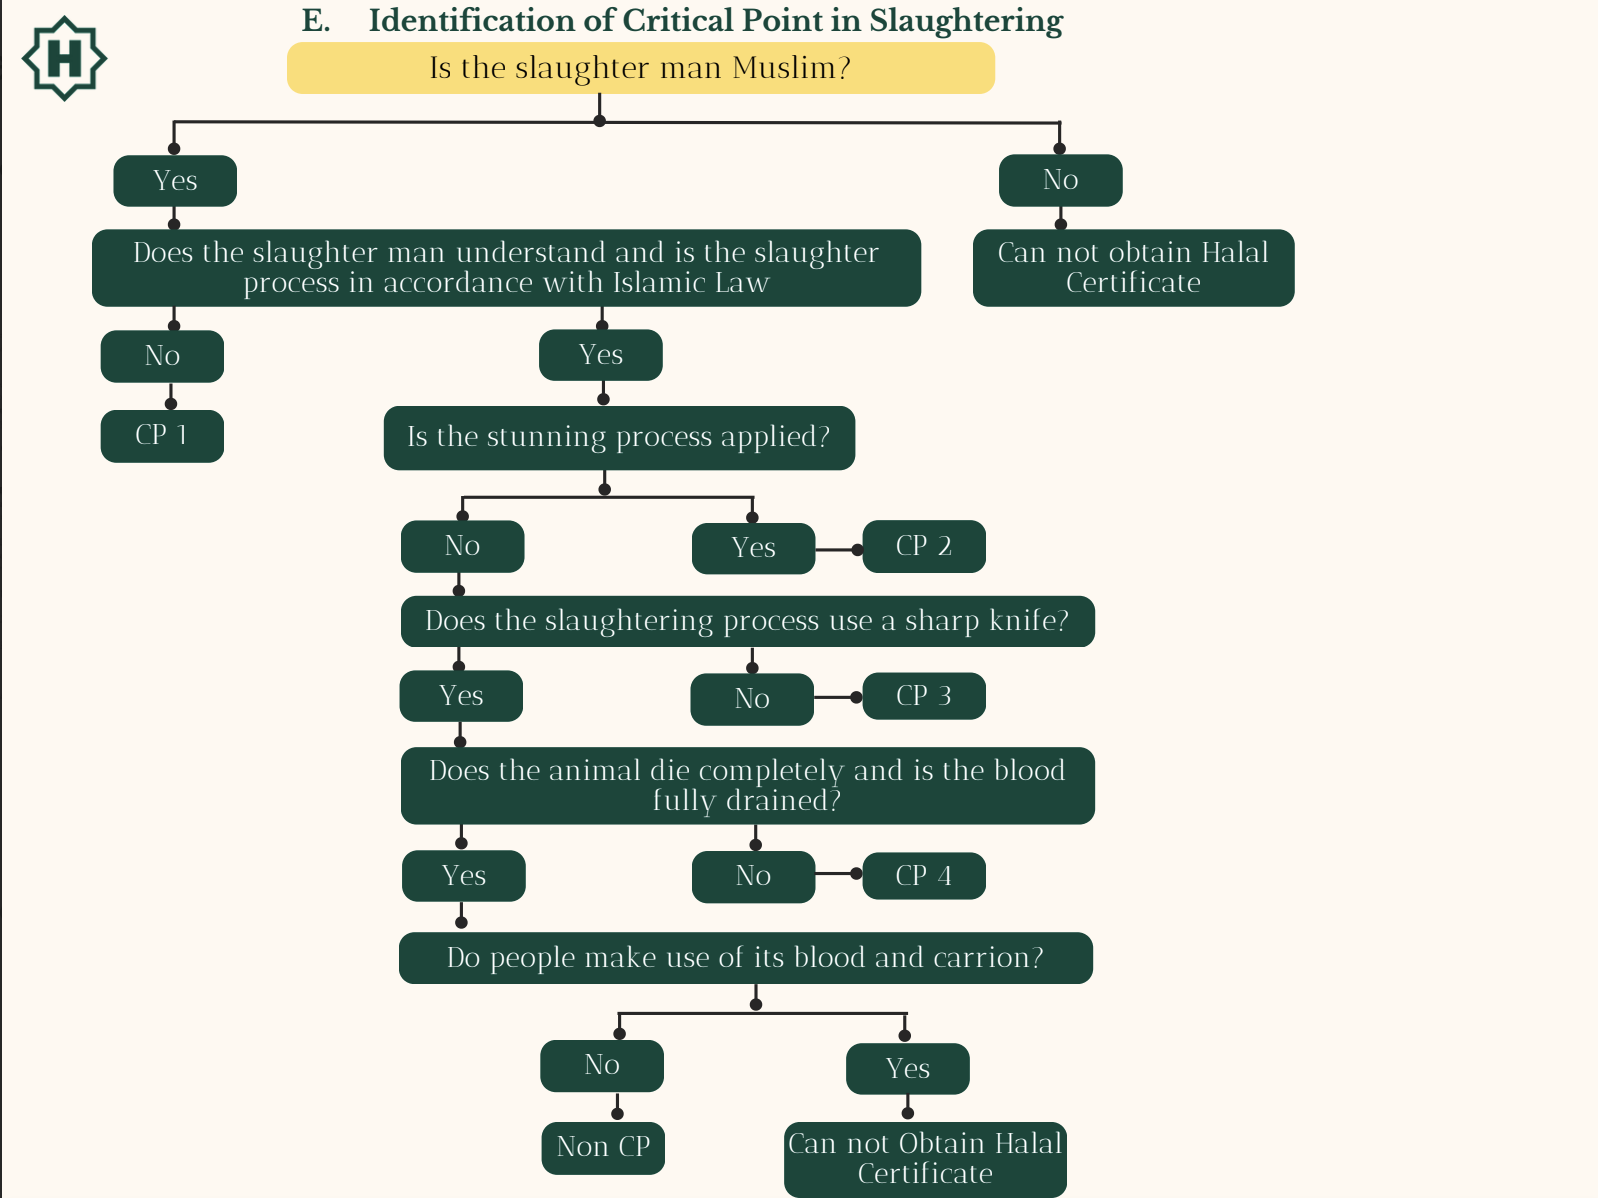 E. Identification of Critical Point in Slaughtering
H
Is the slaughter man Muslim?
Yes
No
Does the slaughter man understand and is the slaughter
process in accordance with Islamic Law
Can not obtain Halal
Certificate
No
Yes
CP 1
Is the stunning process applied?
No
Yes
CP 2
Does the slaughtering process use a sharp knife?
Yes
No
CP 3
Does the animal die completely and is the blood
fully drained?
Yes
No
CP 4
Do people make use of its blood and carrion?
No
Yes
Non CP
Can not Obtain Halal
Certificate